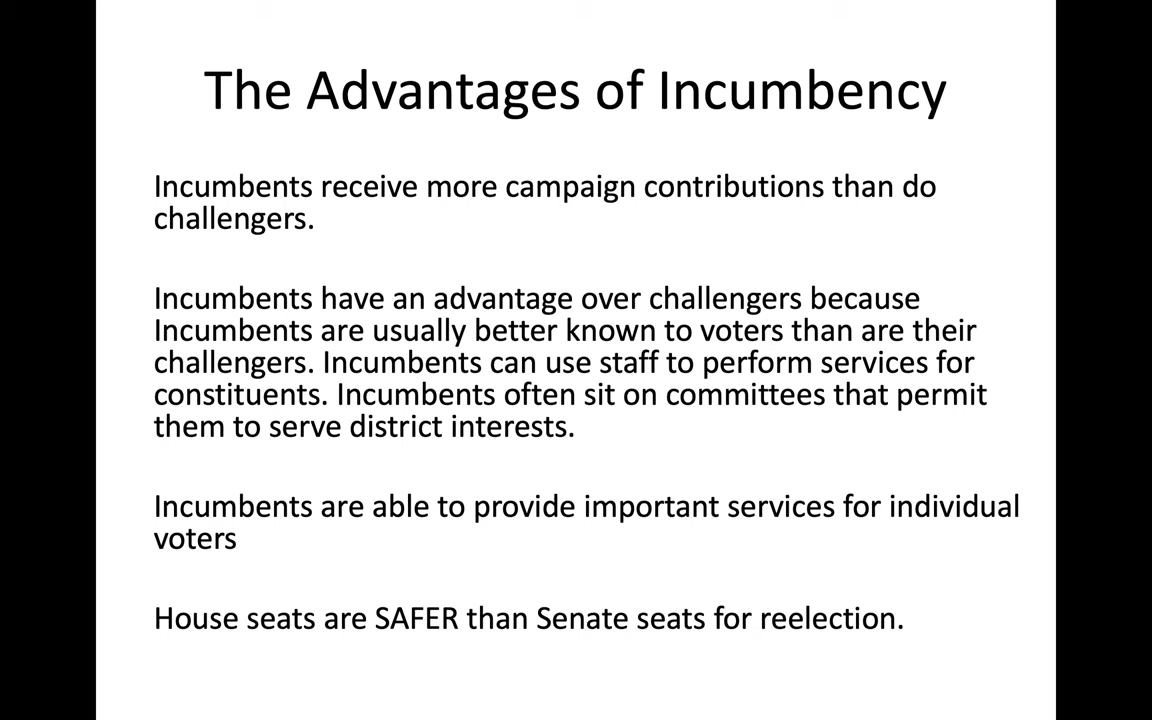 The Advantages of Incumbency
Incumbents receive more campaign contributions than do
challengers.
Incumbents have an advantage over challengers because
Incumbents are usually better known to voters than are their
challengers. Incumbents can use staff to perform services for
constituents. Incumbents often sit on committees that permit
them to serve district interests.
Incumbents are able to provide important services for individual
voters
House seats are SAFER than Senate seats for reelection.